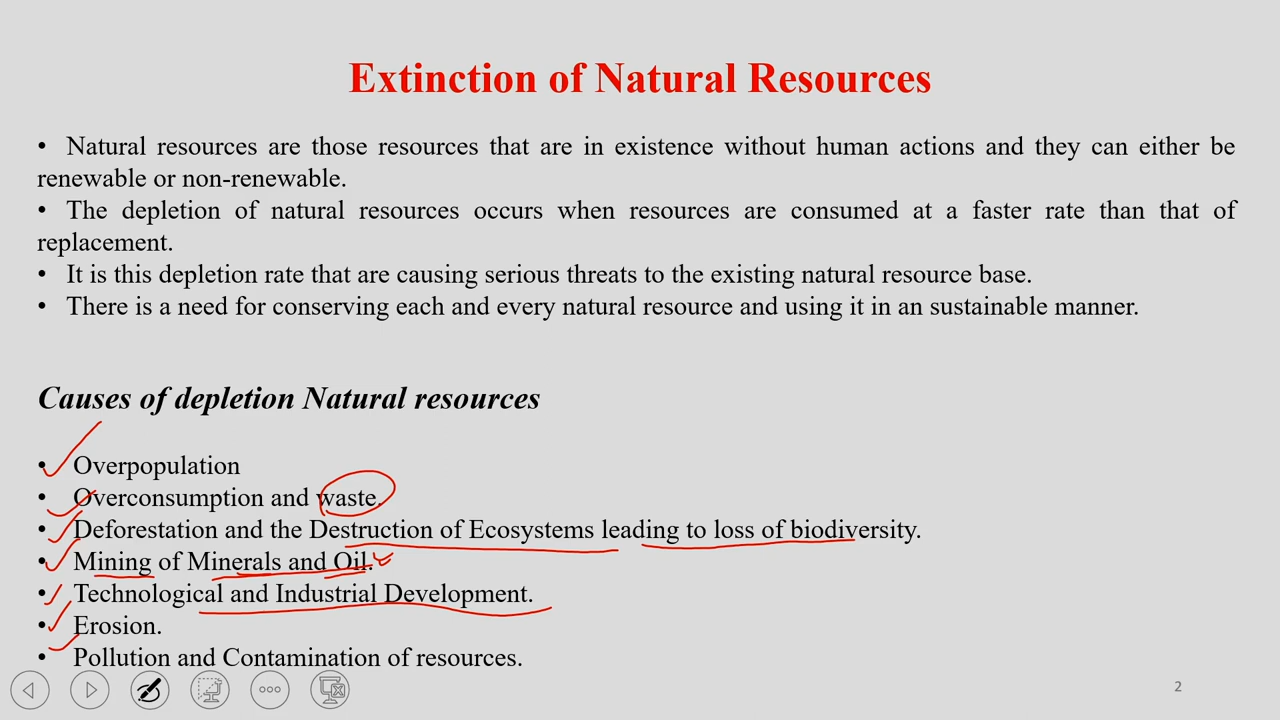 Extinction of Natural Resources
• Natural resources are those resources that are in existence without human actions and they can either be
renewable or non-renewable.
• The depletion of natural resources occurs when resources are consumed at a faster rate than that of
replacement.
• It is this depletion rate that are causing serious threats to the existing natural resource base.
• There is a need for conserving each and every natural resource and using it in an sustainable manner.
Causes of depletion Natural resources
• Overpopulation
• Overconsumption and waste.
• Deforestation and the Destruction of Ecosystems leading to loss of biodiversity.
• Mining of Minerals and Oil.
• Technological and Industrial Development.
• Erosion.
• Pollution and Contamination of resources.
2